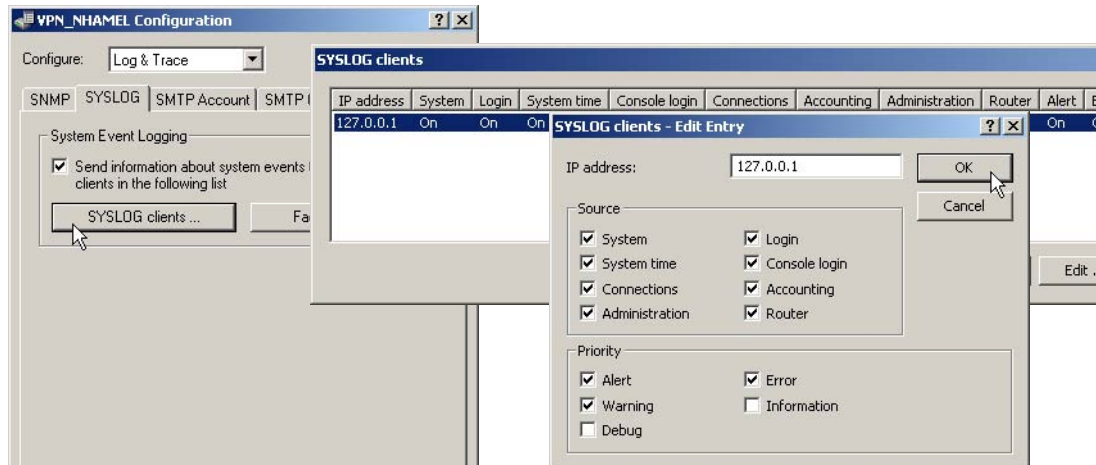 VPN_NHAMEL Configuration
Configure: Log & Trace
SNMP SYSLOG SMTP Account SMTP
System Event Logging
Send information about system events
clients in the following list
SYSLOG clients ...
SYSLOG clients
IP address System Login System time Console login Connections Accounting Administration Router Alert
127.0.0.1 On On On On
Edit .
SYSLOG clients - Edit Entry
IP address: 127.0.0.1
OK
Cancel
Source
System Login
System time Console login
Connections Accounting
Administration Router
Priority
Alert Error
Warning Information
Debug